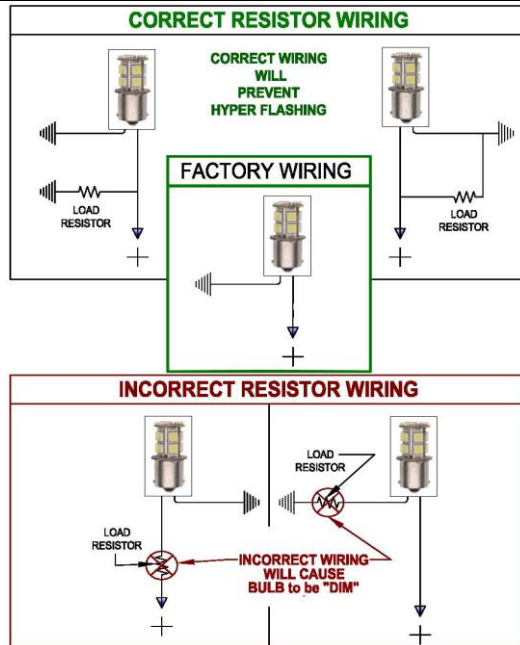 CORRECT RESISTOR WIRING
CORRECT WIRING
WILL
PREVENT
HYPER FLASHING
LOAD
RESISTOR
LOAD
RESISTOR
FACTORY WIRING
INCORRECT RESISTOR WIRING
LOAD
RESISTOR
LOAD
RESISTOR
INCORRECT WIRING
WILL CAUSE
BULB to be "DIM"